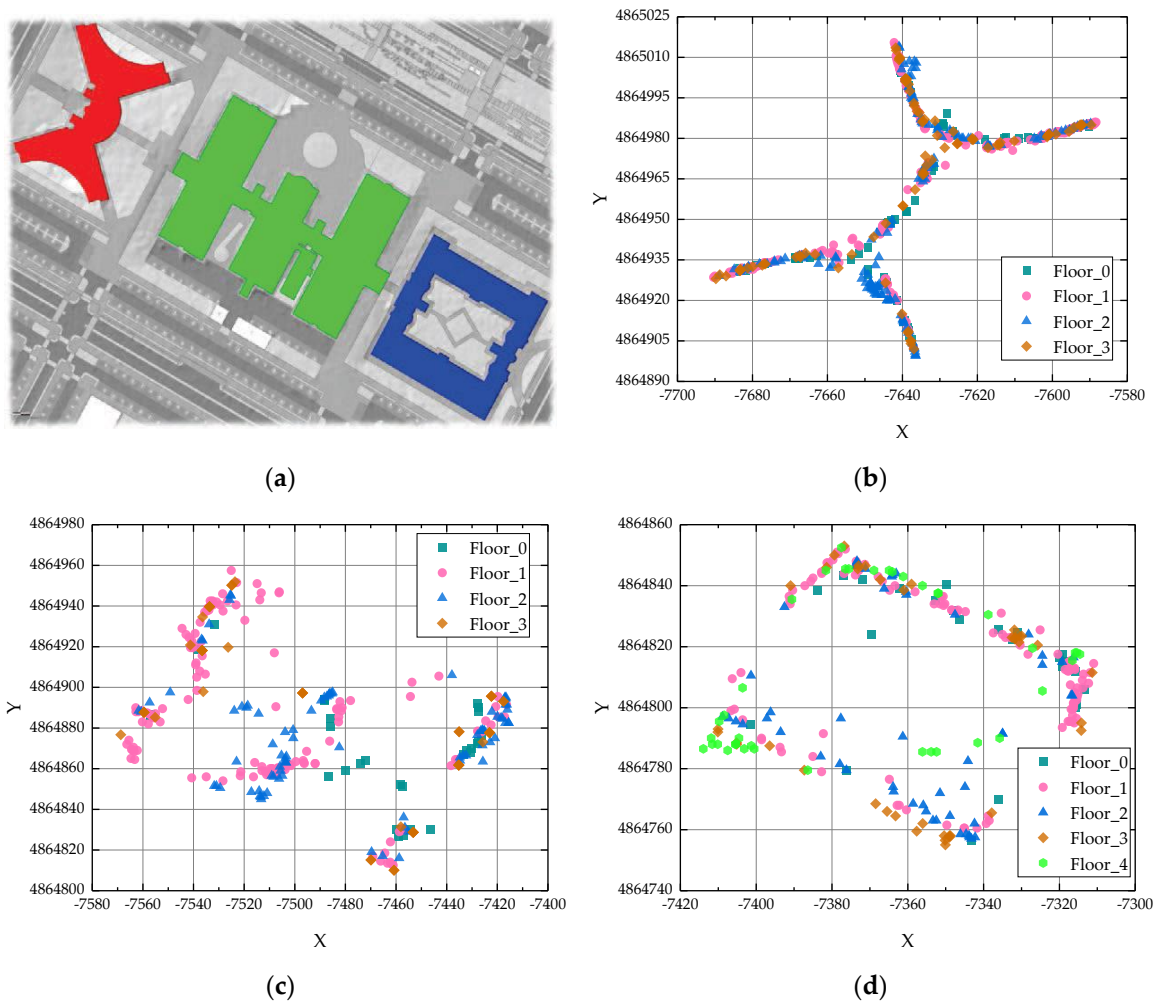 4865025
4865010
4864995
4864980
4864965
4864950
4864935
4864920
4864905
4864890
Y
-7700 -7680 -7660 -7640 -7620 -7600 -7580
X
Floor_0
Floor_1
Floor_2
Floor_3
(a)
(b)
4864980
4864960
4864940
4864920
4864900
4864880
4864860
4864840
4864820
4864800
Y
-7580 -7560 -7540 -7520 -7500 -7480 -7460 -7440 -7420 -7400
X
Floor_0
Floor_1
Floor_2
Floor_3
4864860
4864840
4864820
4864800
4864780
4864760
4864740
Y
-7420 -7400 -7380 -7360 -7340 -7320 -7300
X
Floor_0
Floor_1
Floor_2
Floor_3
Floor_4
(c)
(d)